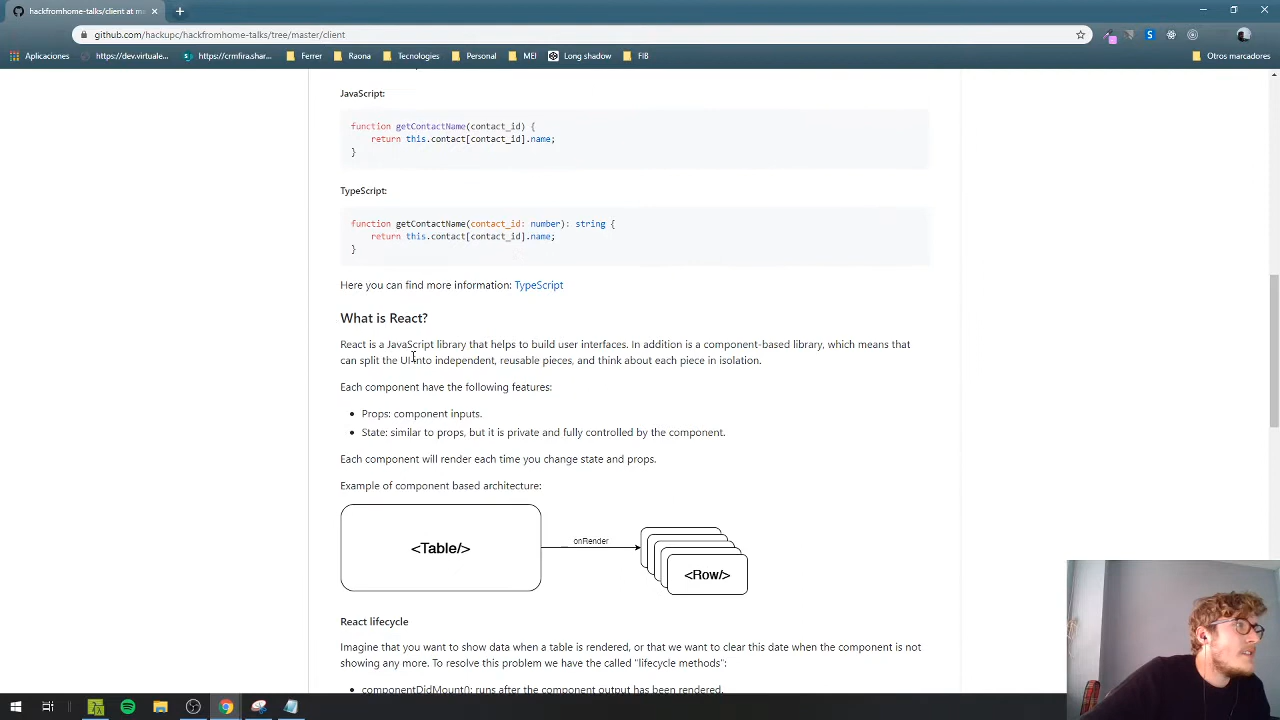 hackfromhome-talks/client at ma
github.com/hackupc/hackfromhome-talks/tree/master/client
Aplicaciones
https://dev.virtuale...
https://crmfira.shar...
Ferrer
Raona
Tecnologies
Personal
MEI
Long shadow
FIB
Otros marcadores
JavaScript:
function getContactName(contact_id) {
return this.contact[contact_id].name;
}
TypeScript:
function getContactName(contact_id: number): string {
return this.contact[contact_id].name;
}
Here you can find more information: TypeScript
What is React?
React is a JavaScript library that helps to build user interfaces. In addition is a component-based library, which means that
can split the UI into independent, reusable pieces, and think about each piece in isolation.
Each component have the following features:
• Props: component inputs.
• State: similar to props, but it is private and fully controlled by the component.
Each component will render each time you change state and props.
Example of component based architecture:
<Table/>
onRender
<Row/>
React lifecycle
Imagine that you want to show data when a table is rendered, or that we want to clear this date when the component is not
showing any more. To resolve this problem we have the called "lifecycle methods":
• componentDidMount(): runs after the component output has been rendered.